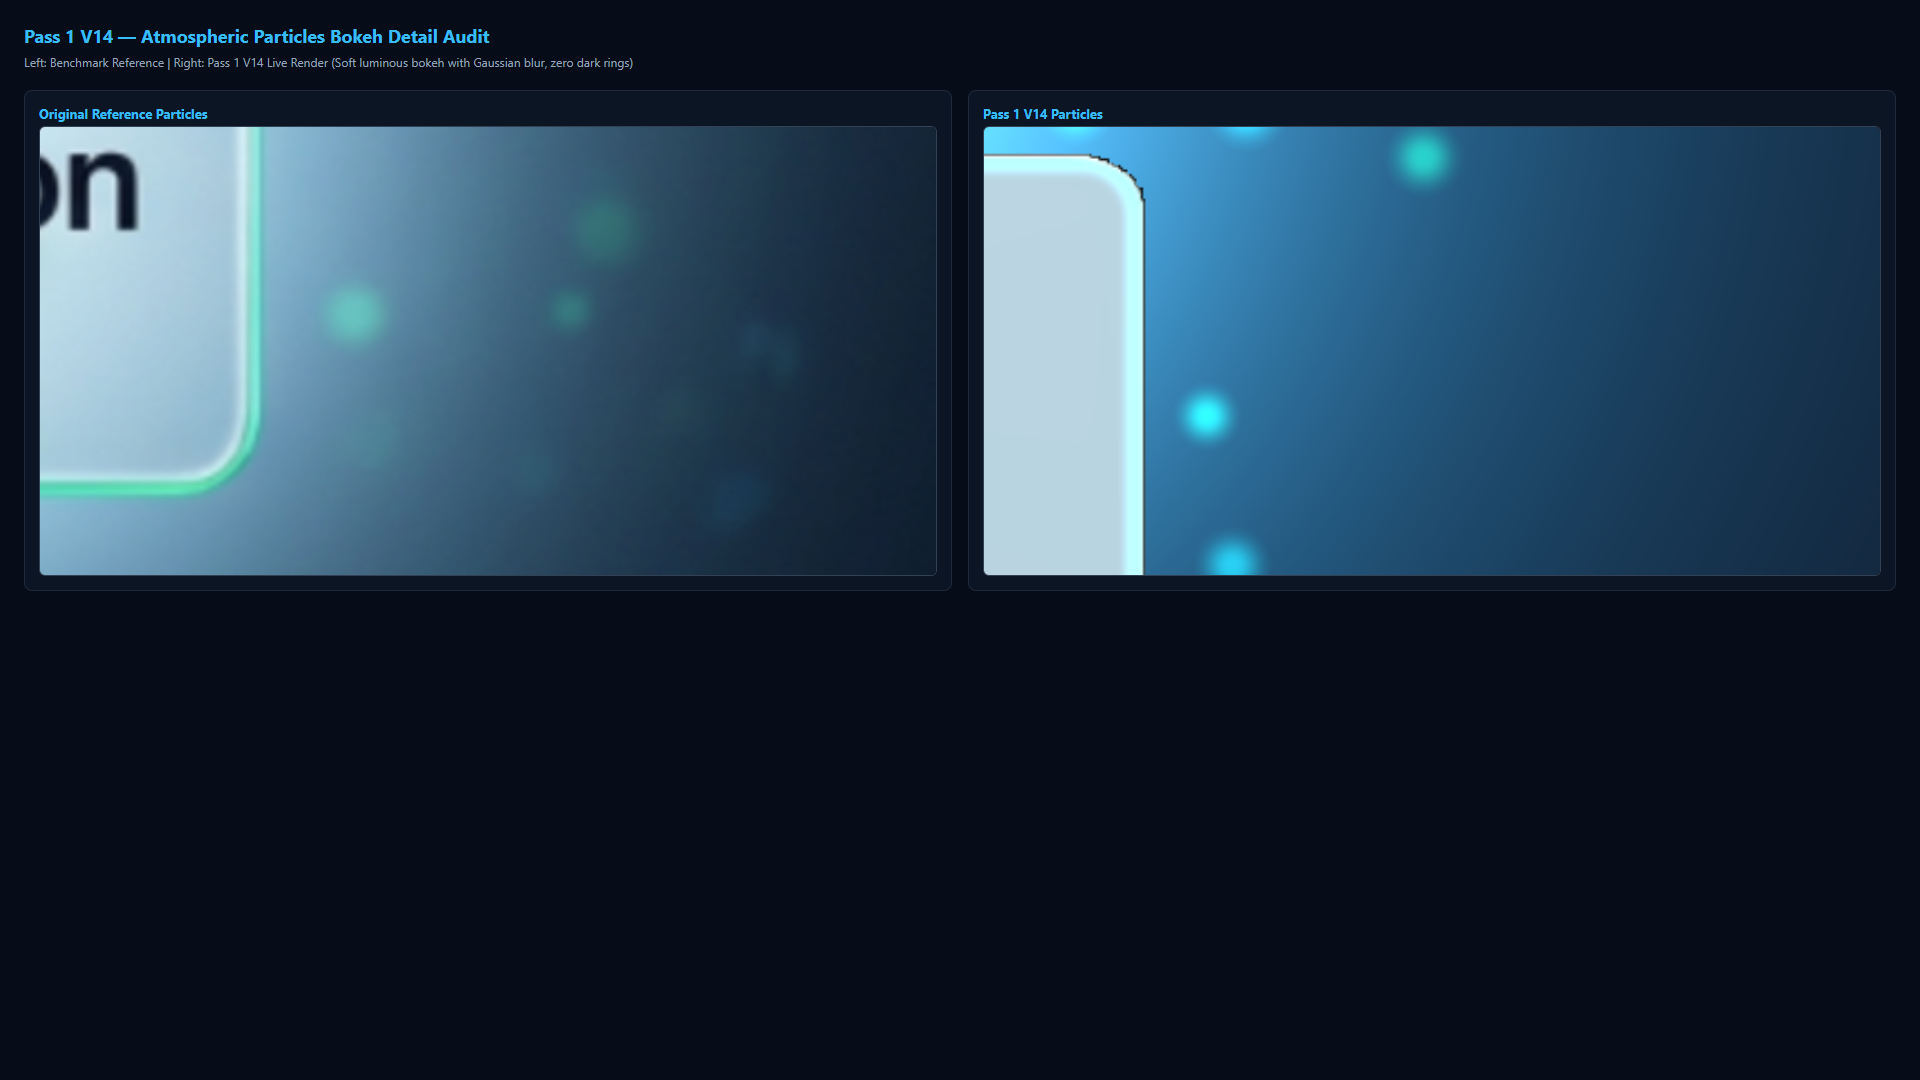 Pass 1 V14 — Atmospheric Particles Bokeh Detail Audit
Left: Benchmark Reference | Right: Pass 1 V14 Live Render (Soft luminous bokeh with Gaussian blur, zero dark rings)
Original Reference Particles
Pass 1 V14 Particles
on